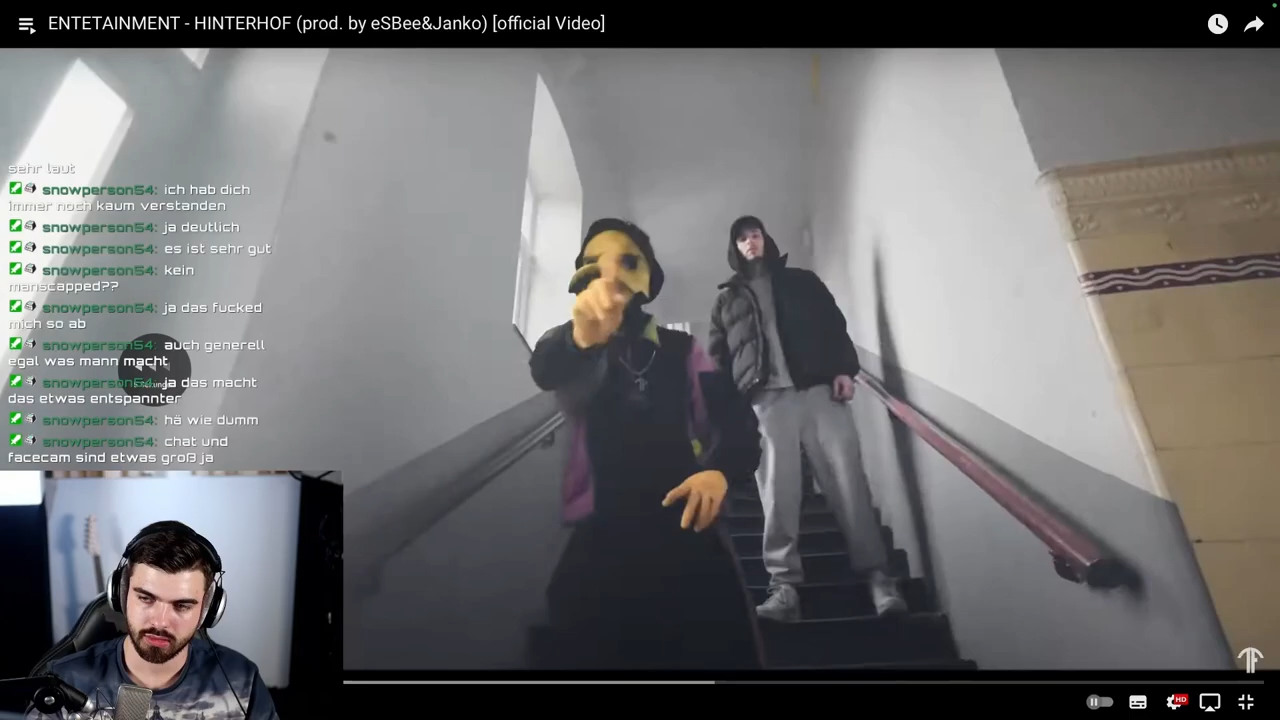 ENTETAINMENT - HINTERHOF (prod. by eSBee&Janko) [official Video]
sehr laut
snowperson54: ich hab dich
immer noch kaum verstanden
snowperson54: ja deutlich
snowperson54: es ist sehr gut
snowperson54: kein
manscapped??
snowperson54: ja das fucked
mich so ab
snowperson54: auch generell
egal was mann macht
snowperson54: ja das macht
das etwas entspannter
snowperson54: hä wie dumm
snowperson54: chat und
facecam sind etwas groß ja
HD